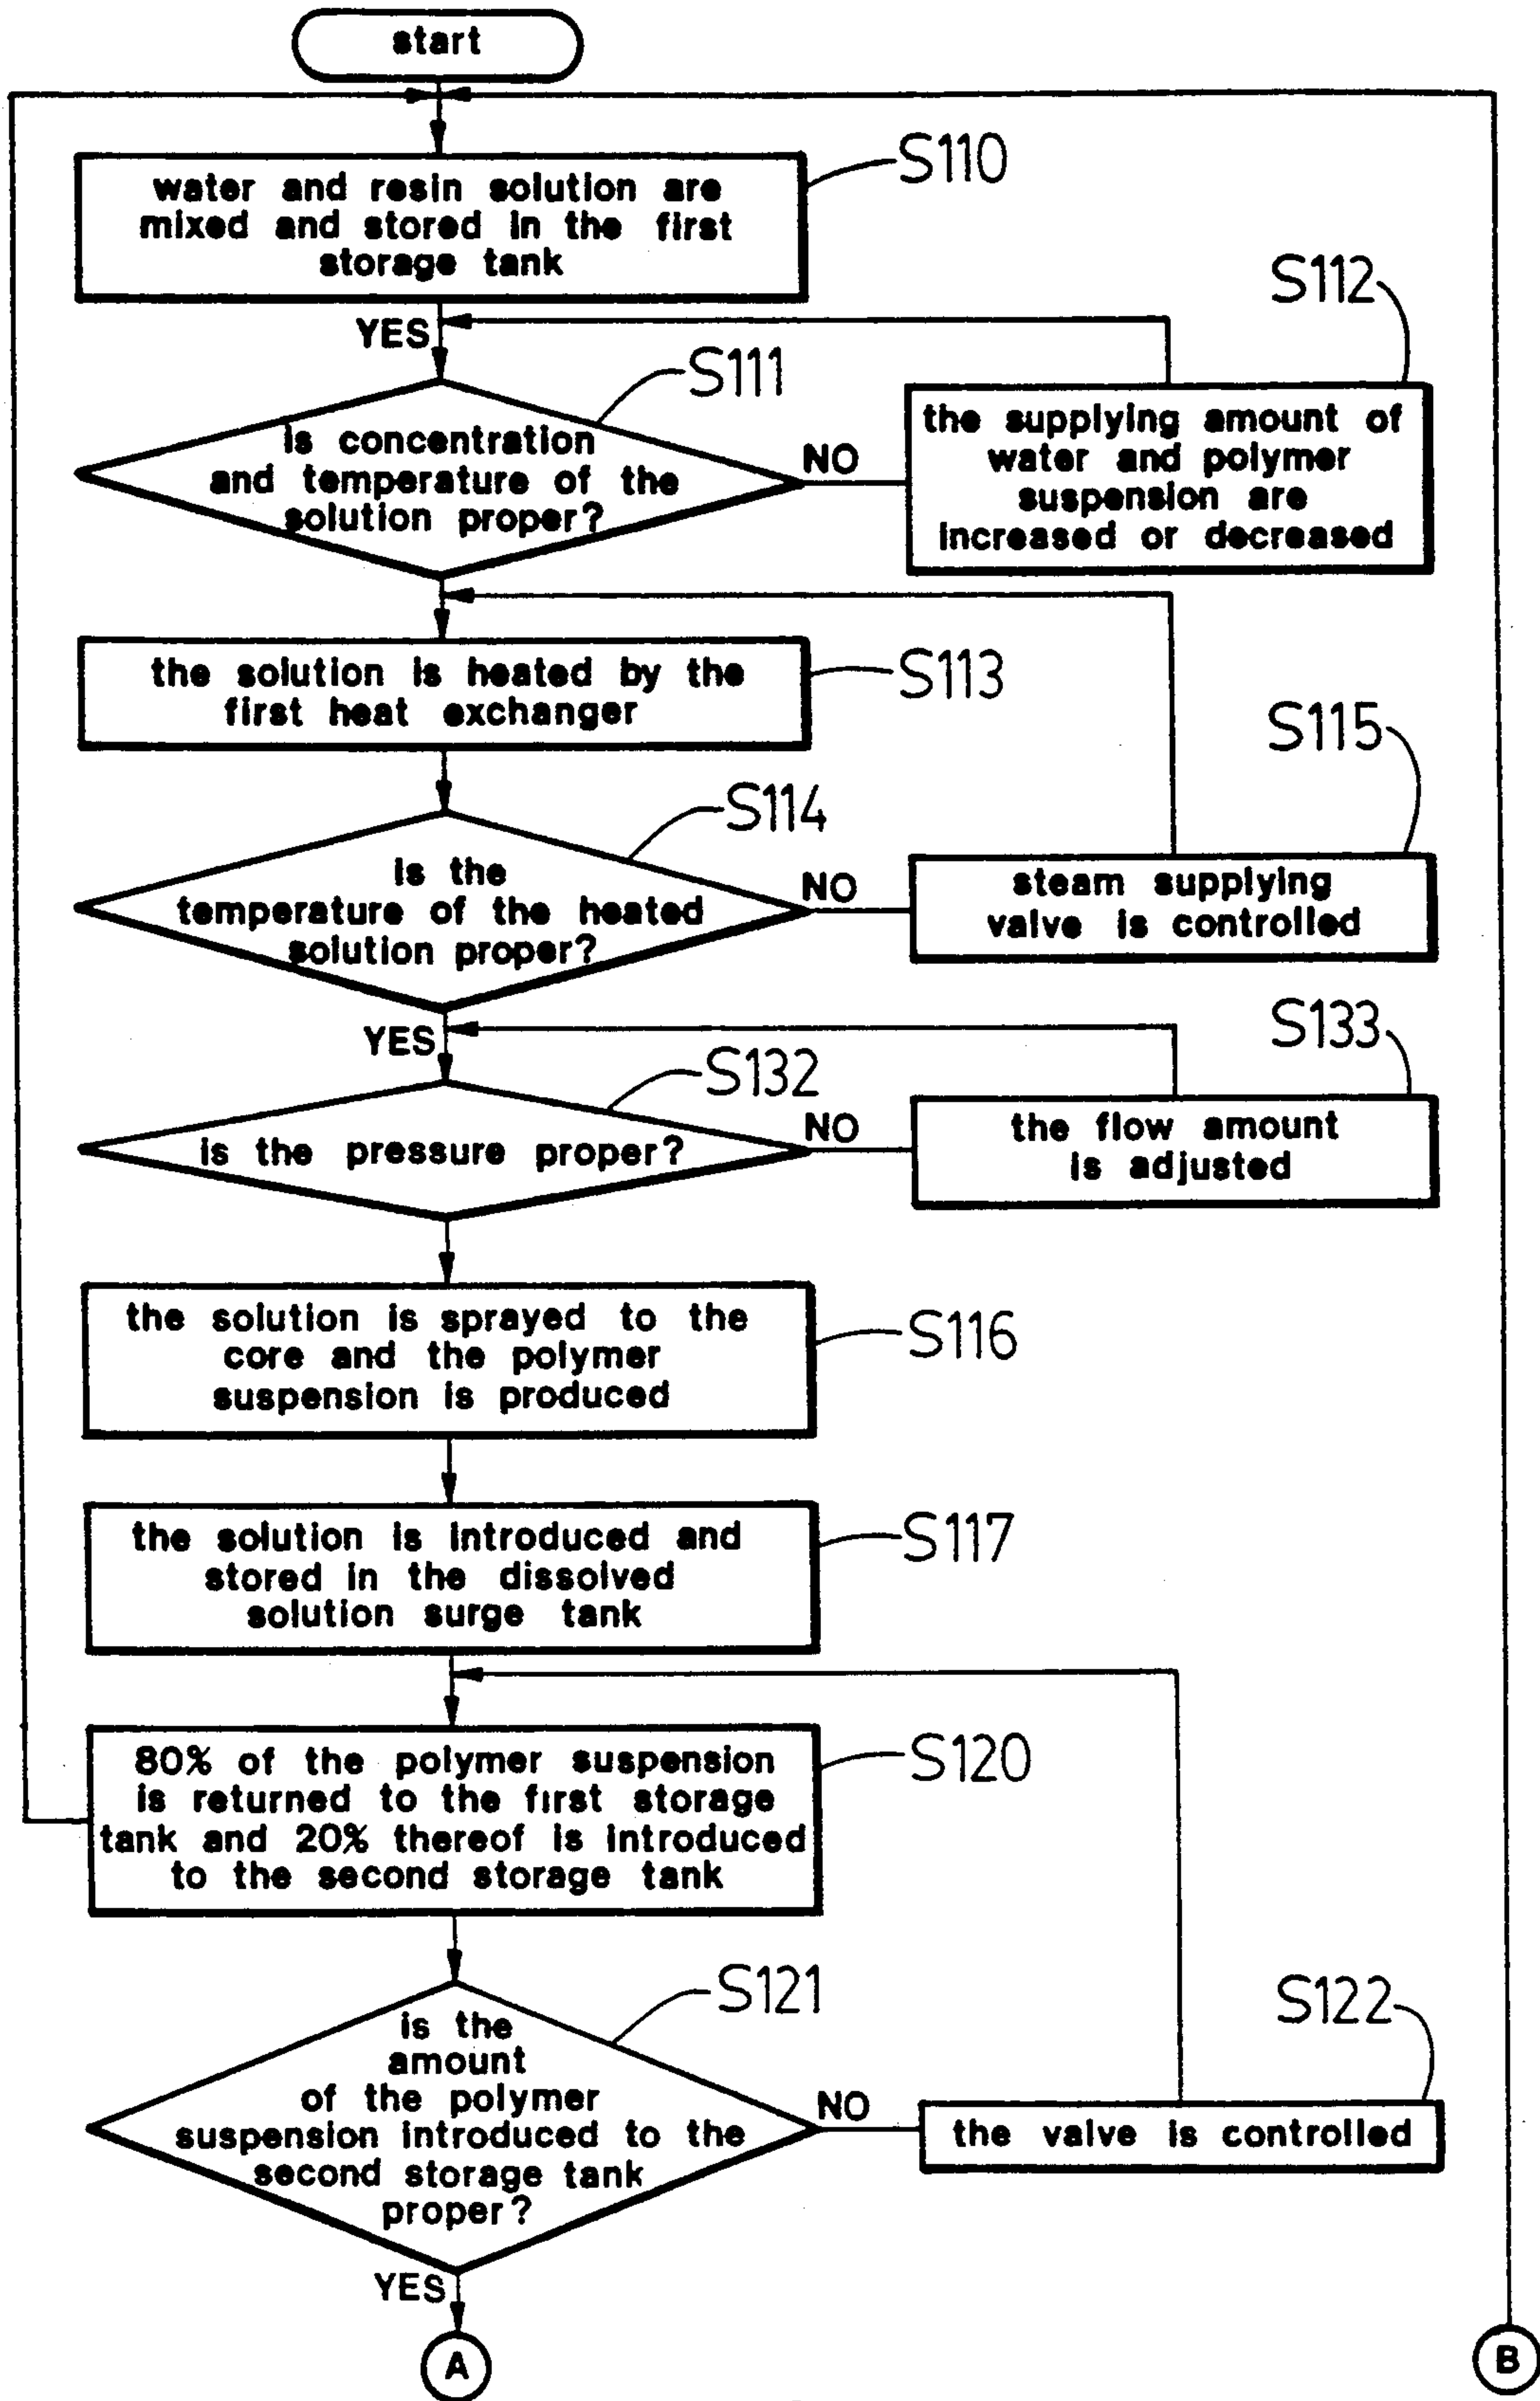 start
S110
water and resin solution are
mixed and stored in the first
storage tank
YES
S112
S111
is concentration
and temperature of the
solution proper?
NO
the supplying amount of
water and polymer
suspension are
increased or decreased
the solution is heated by the
first heat exchanger
S113
S115
S114
is the
temperature of the heated
solution proper?
NO
steam supplying
valve is controlled
YES
S133
S132
is the pressure proper?
NO
the flow amount
is adjusted
the solution is sprayed to the
core and the polymer
suspension is produced
S116
the solution is introduced and
stored in the dissolved
solution surge tank
S117
80% of the polymer suspension
is returned to the first storage
tank and 20% thereof is introduced
to the second storage tank
S120
S121
S122
is the
amount
of the polymer
suspension introduced to the
second storage tank
proper?
NO
the valve is controlled
YES
A
B